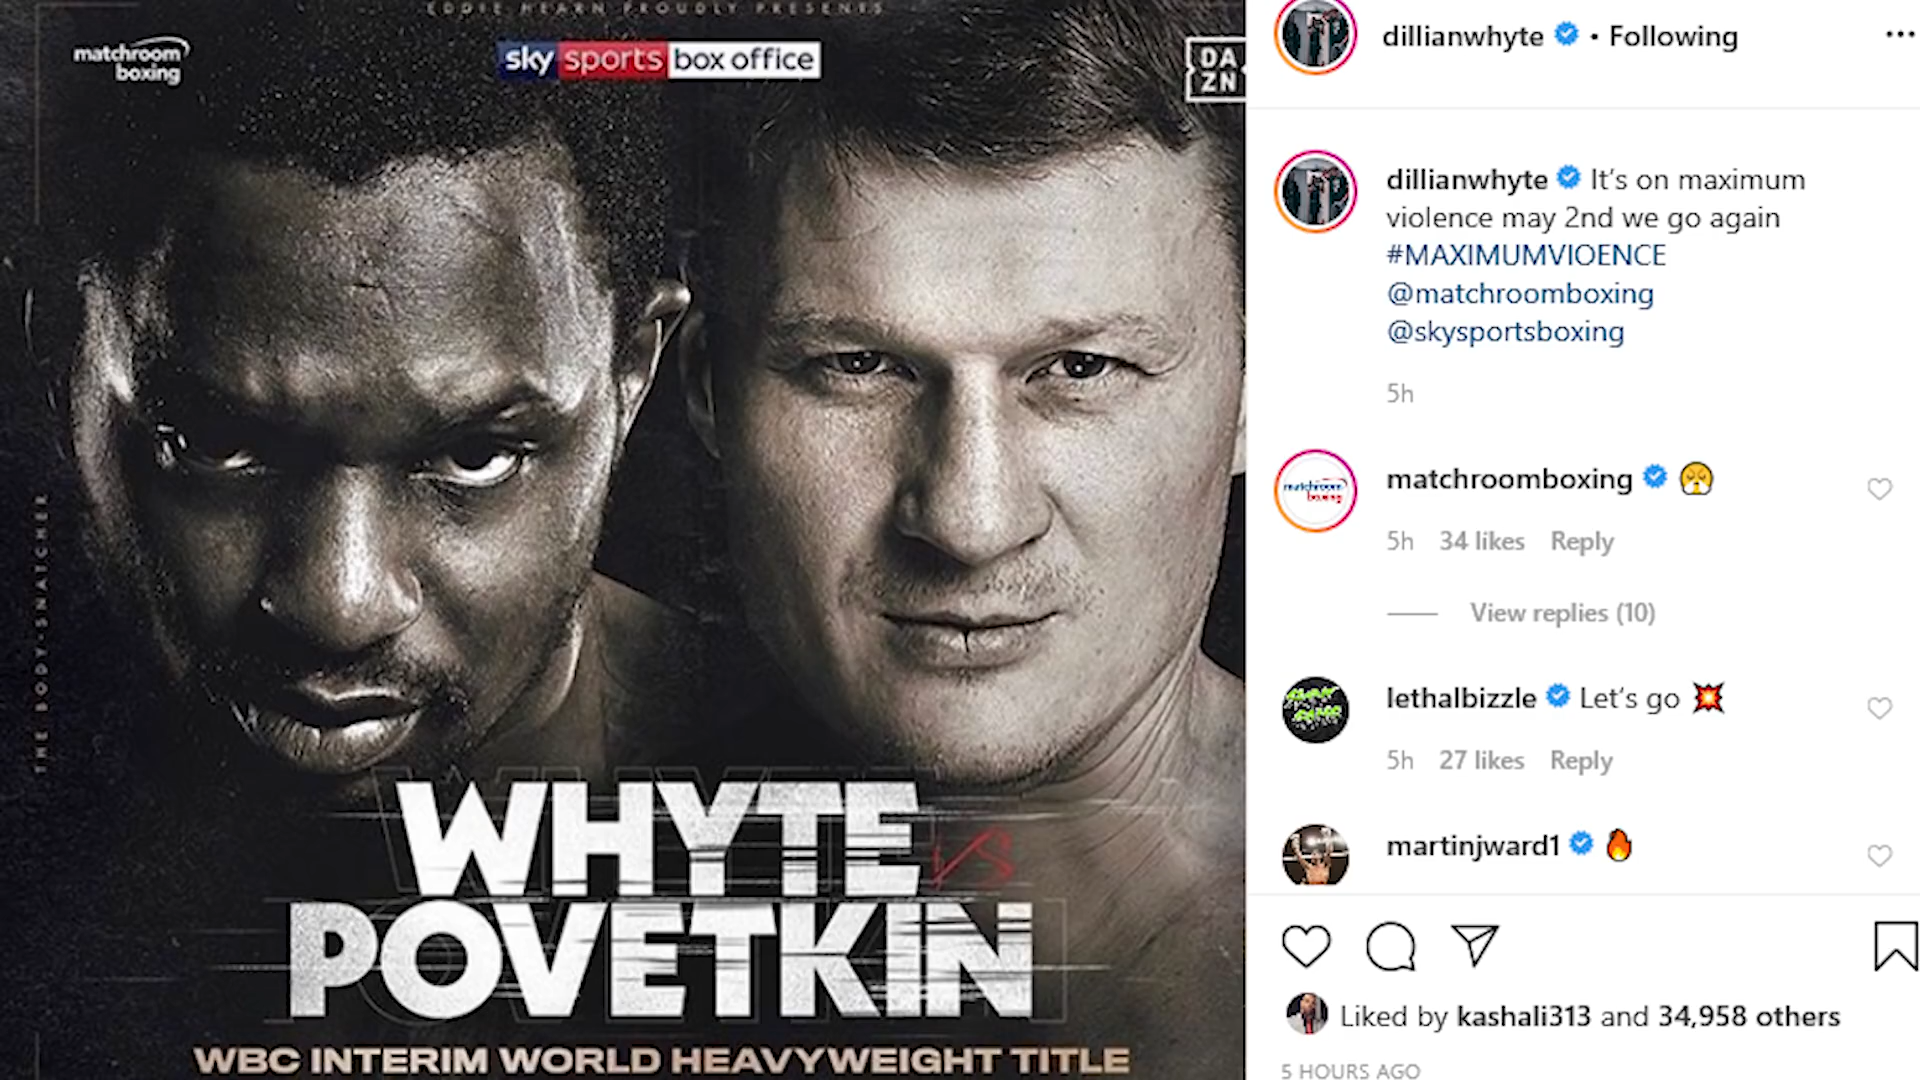 EDDIE HEARN PROUDLY PRESENTS
matchroom
boxing
sky sports box office
DA
ZN
THE BODY SNATCHER
WHYTE VS
POVETKIN
WBC INTERIM WORLD HEAVYWEIGHT TITLE
dillianwhyte • Following
dillianwhyte It's on maximum
violence may 2nd we go again
#MAXIMUMVIOENCE
@matchroomboxing
@skysportsboxing
5h
matchroom
boxing
matchroomboxing 😤
5h 34 likes Reply
View replies (10)
lethalbizzle Let's go 💥
5h 27 likes Reply
martinjward1 🔥
Liked by kashali313 and 34,958 others
5 HOURS AGO